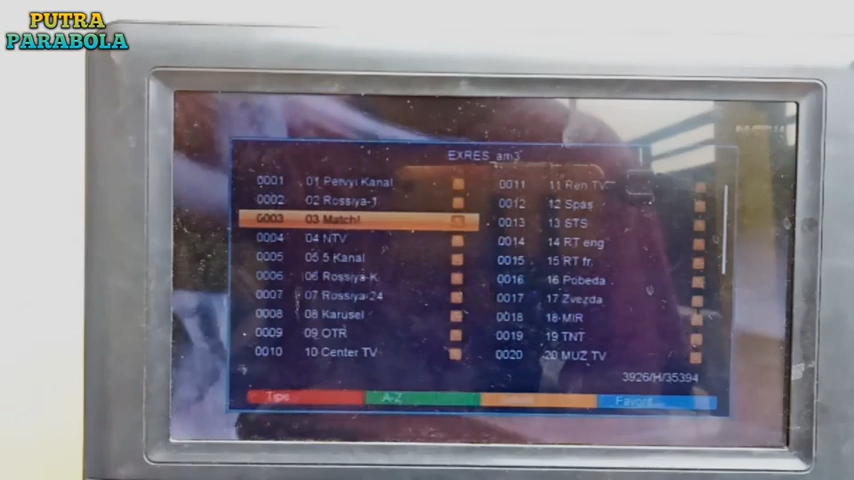 PUTRA
PARABOLA
EXRES_am3
0001 01 Pervyi Kanal
0002 02 Rossiya-1
0003 03 Match!
0004 04 NTV
0005 05 5 Kanal
0006 06 Rossiya-K
0007 07 Rossiya-24
0008 08 Karusel
0009 09 OTR
0010 10 Center TV
0011 11 Ren TV
0012 12 Spas
0013 13 STS
0014 14 RT eng
0015 15 RT fr
0016 16 Pobeda
0017 17 Zvezda
0018 18 MIR
0019 19 TNT
0020 20 MUZ TV
3926/H/35394
Tips A-Z Favorit...